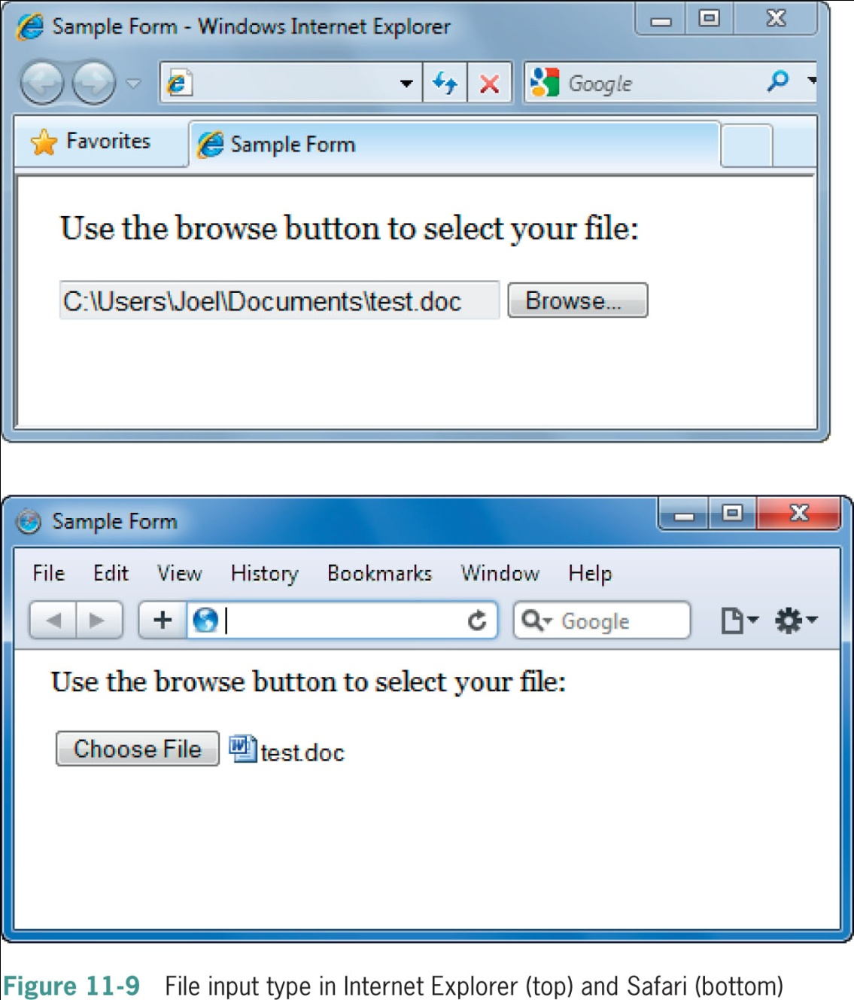 Sample Form - Windows Internet Explorer
Google
Favorites
Sample Form
Use the browse button to select your file:
C:\Users\Joel\Documents\test.doc
Browse...
Sample Form
File Edit View History Bookmarks Window Help
Google
Use the browse button to select your file:
Choose File test.doc
Figure 11-9 File input type in Internet Explorer (top) and Safari (bottom)